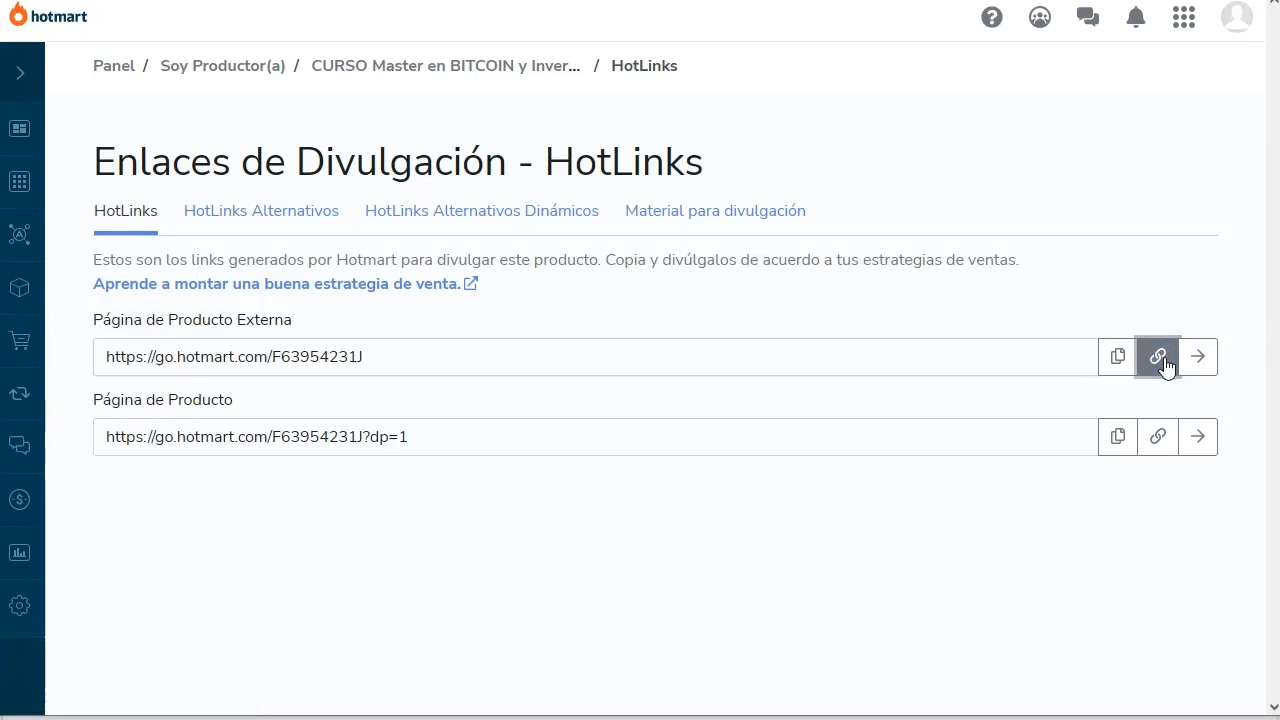 hotmart
Panel / Soy Productor(a) / CURSO Master en BITCOIN y Inver... / HotLinks
Enlaces de Divulgación - HotLinks
HotLinks HotLinks Alternativos HotLinks Alternativos Dinámicos Material para divulgación
Estos son los links generados por Hotmart para divulgar este producto. Copia y divúlgalos de acuerdo a tus estrategias de ventas.
Aprende a montar una buena estrategia de venta.
Página de Producto Externa
https://go.hotmart.com/F63954231J
Página de Producto
https://go.hotmart.com/F63954231J?dp=1